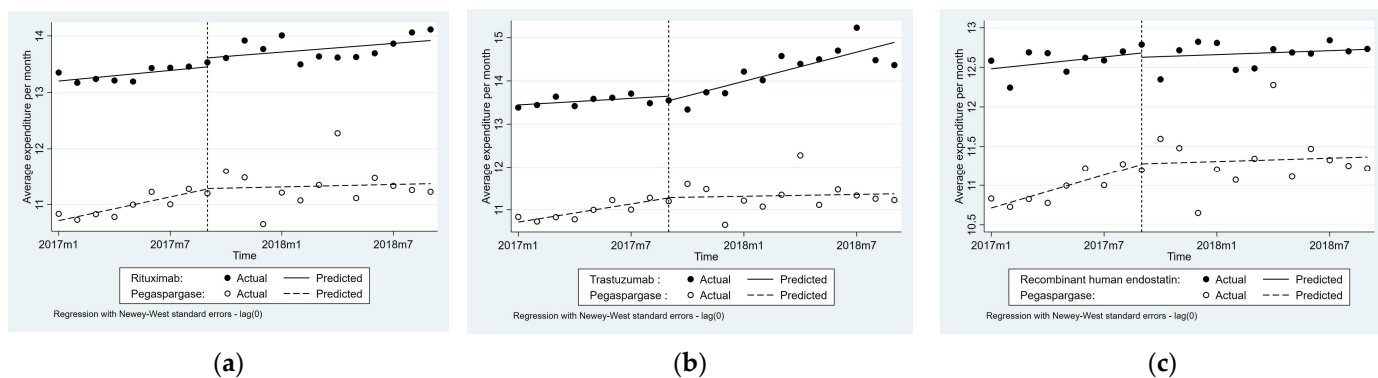 Average expenditure per month
14
13
12
11
2017m1 2017m7 2018m1 2018m7
Time
Rituximab: Actual Predicted
Pegaspargase: Actual Predicted
Regression with Newey-West standard errors - lag(0)
(a)
Average expenditure per month
15
14
13
12
11
2017m1 2017m7 2018m1 2018m7
Time
Trastuzumab : Actual Predicted
Pegaspargase : Actual Predicted
Regression with Newey-West standard errors - lag(0)
(b)
Average expenditure per month
13
12.5
12
11.5
11
10.5
2017m1 2017m7 2018m1 2018m7
Time
Recombinant human endostatin: Actual Predicted
Pegaspargase: Actual Predicted
Regression with Newey-West standard errors - lag(0)
(c)